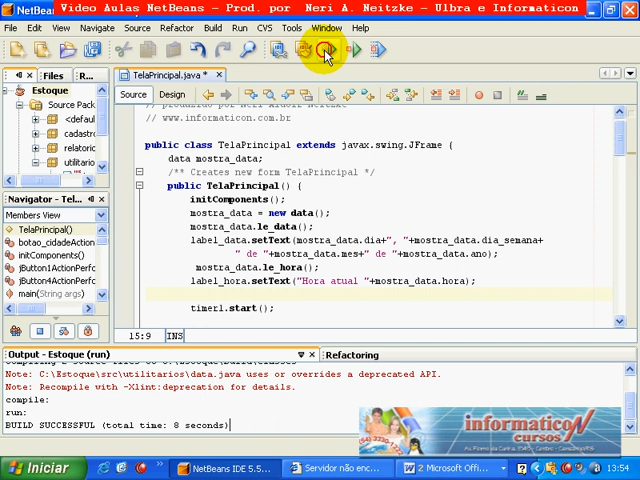 NetBeans
Video Aulas NetBeans - Prod. por Neri A. Neitzke - Ulbra e Informaticon
File Edit View Navigate Source Refactor Build Run CVS Tools Window Help
Files R...
TelaPrincipal.java *
Estoque
Source Pack
<defau
cadastro
relatorio
utilitario
Source Design
// www.informaticon.com.br
public class TelaPrincipal extends javax.swing.JFrame {
data mostra_data;
/** Creates new form TelaPrincipal */
public TelaPrincipal() {
initComponents();
mostra_data = new data();
mostra_data.le_data();
label_data.setText(mostra_data.dia+", "+mostra_data.dia_semana+
" de "+mostra_data.mes+" de "+mostra_data.ano);
mostra_data.le_hora();
label_hora.setText("Hora atual "+mostra_data.hora);
timer1.start();
Navigator - Tel...
Members View
TelaPrincipal()
botao_cidadeAction
initComponents()
jButton1ActionPerfo
jButton4ActionPerfo
main(String args)
15:9 INS
Output - Estoque (run)
Refactoring
Note: C:\Estoque\src\utilitarios\data.java uses or overrides a deprecated API.
Note: Recompile with -Xlint:deprecation for details.
compile:
run:
BUILD SUCCESSFUL (total time: 8 seconds)
informaticon
cursos
Iniciar
NetBeans IDE 5.5...
Servidor não enc...
2 Microsoft Offic...
13:54